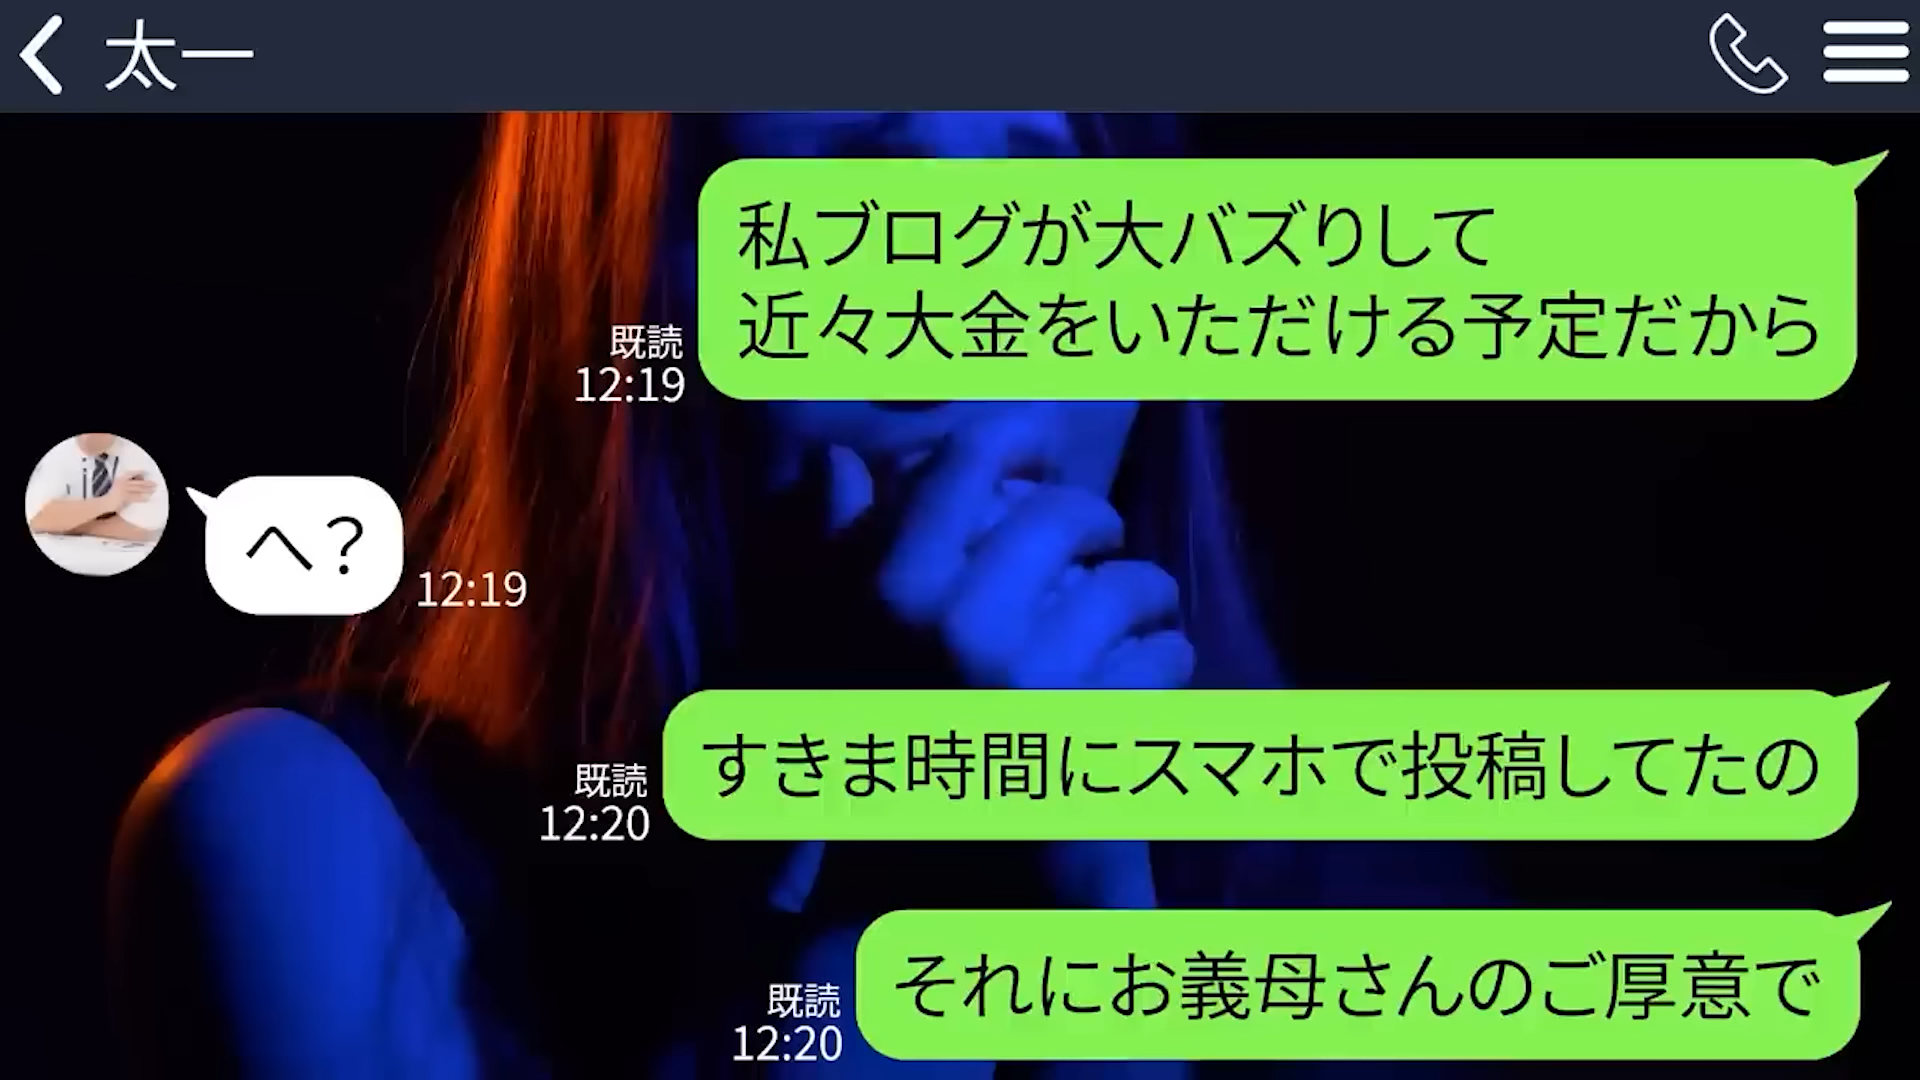 太一
私ブログが大バズりして
近々大金をいただける予定だから
既読
12:19
へ？
12:19
すきま時間にスマホで投稿してたの
既読
12:20
それにお義母さんのご厚意で
既読
12:20